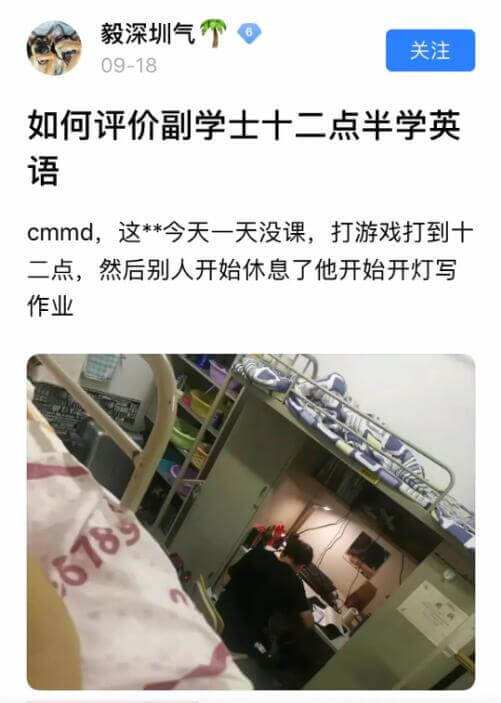 毅深圳气🌴 6
09-18
关注
如何评价副学士十二点半学英
语
cmmd，这**今天一天没课，打游戏打到十
二点，然后别人开始休息了他开始开灯写
作业
56789